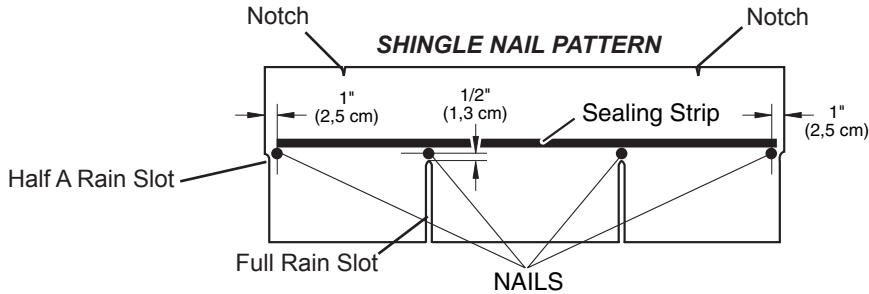 Notch
Notch
SHINGLE NAIL PATTERN
1"
(2,5 cm)
1/2"
(1,3 cm)
Sealing Strip
1"
(2,5 cm)
Half A Rain Slot
Full Rain Slot
NAILS